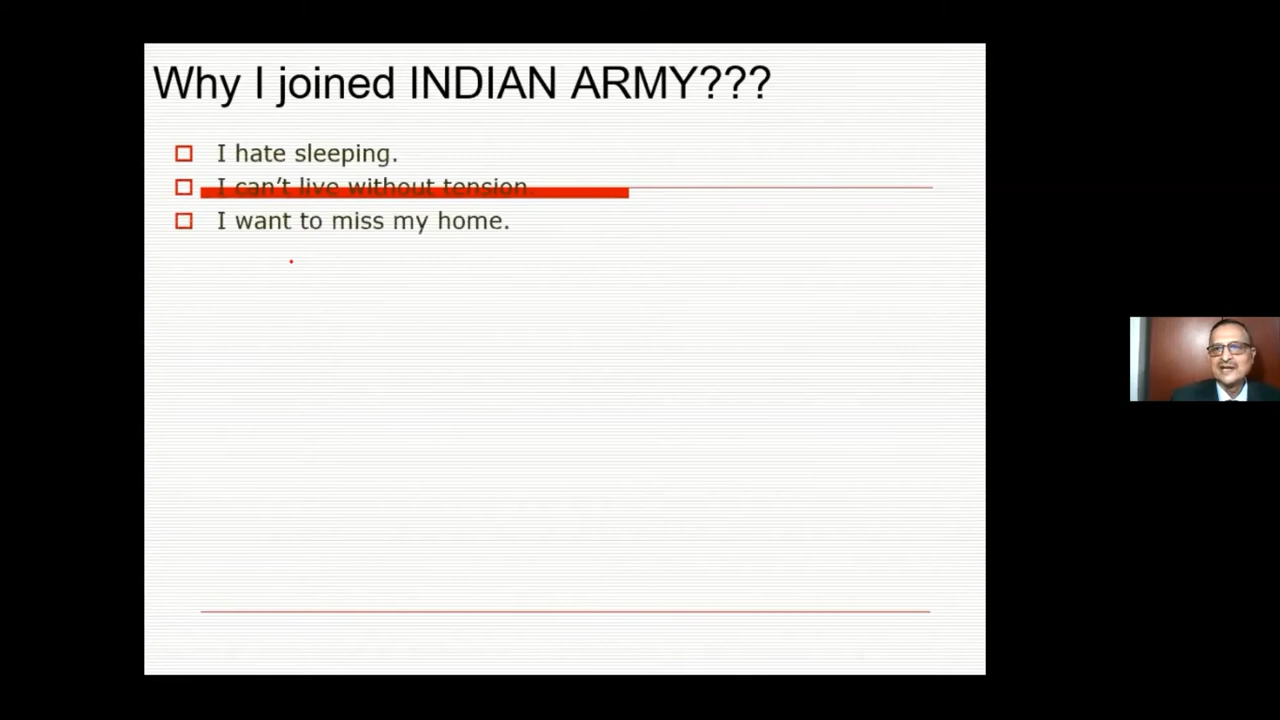 Why I joined INDIAN ARMY???
I hate sleeping.
I can't live without tension.
I want to miss my home.